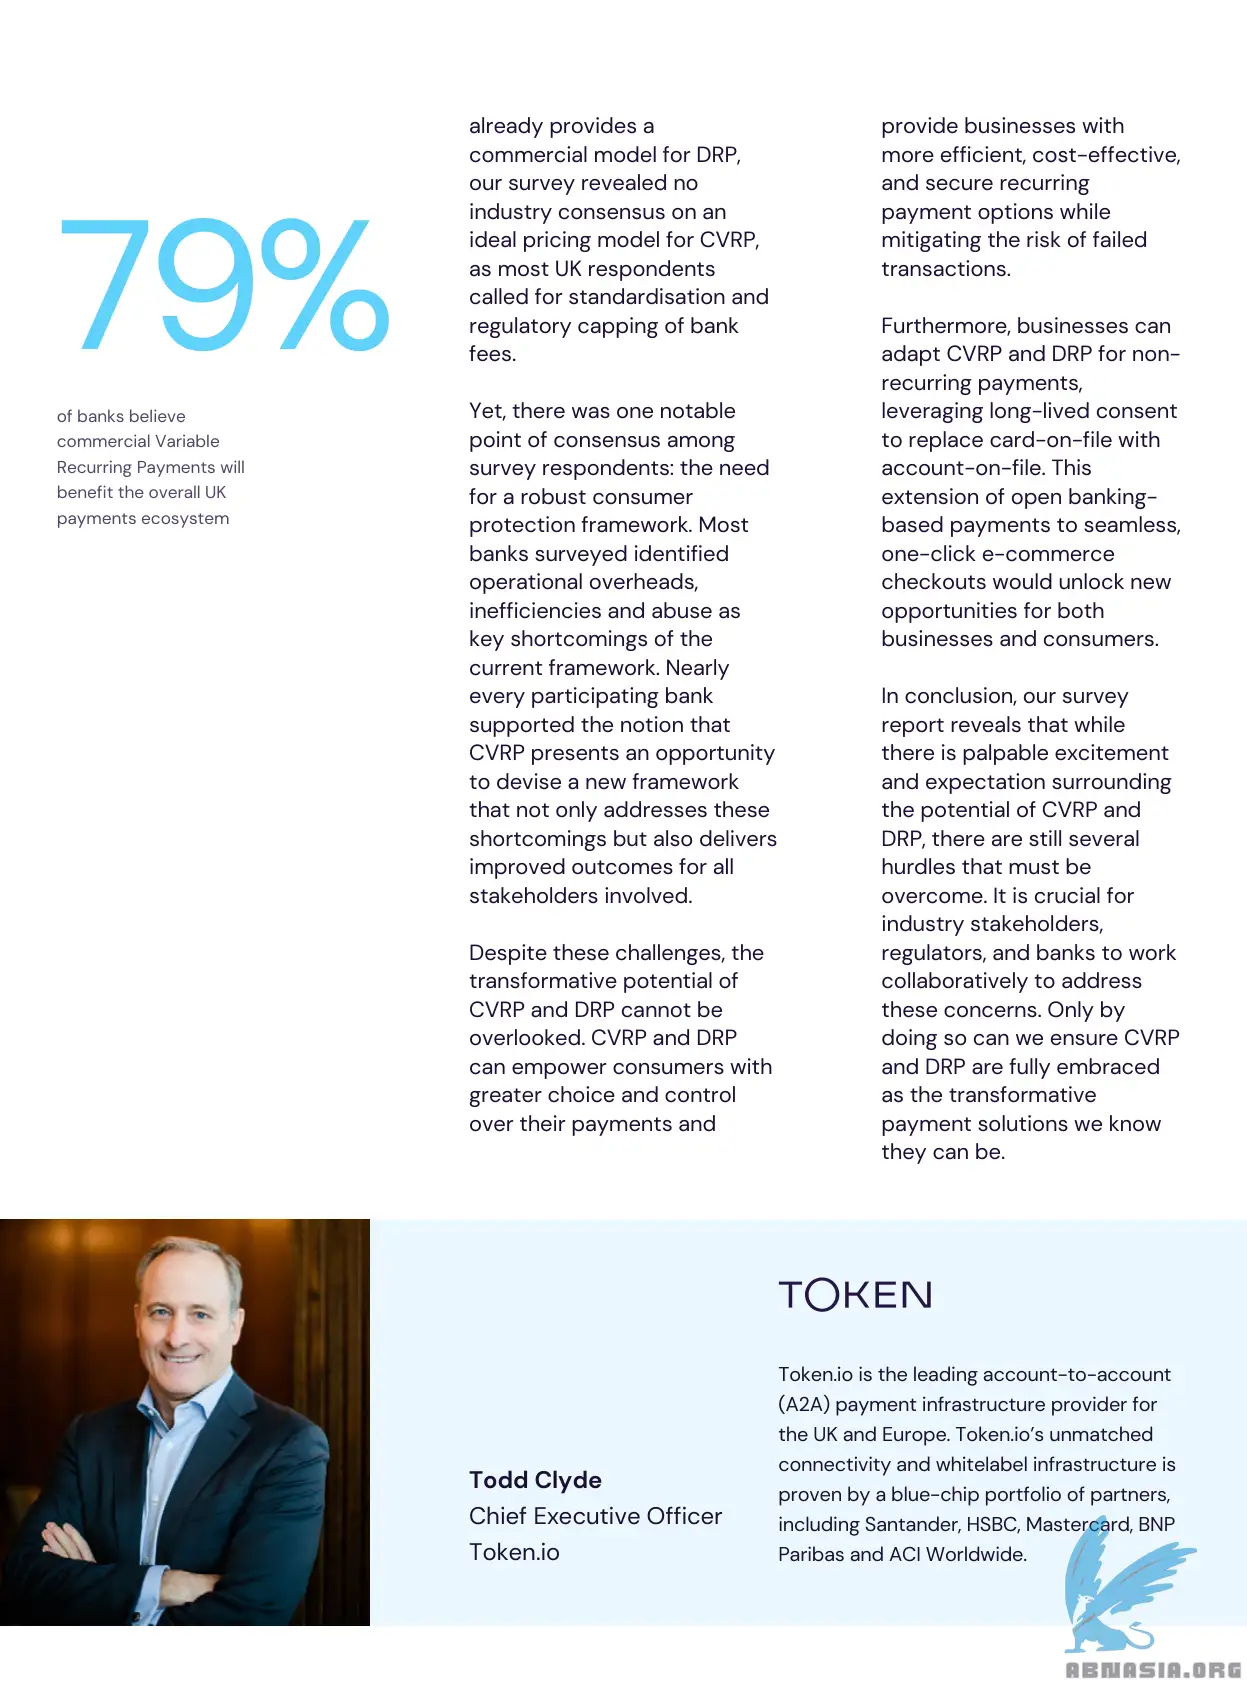 79%
of banks believe
commercial Variable
Recurring Payments will
benefit the overall UK
payments ecosystem
already provides a
commercial model for DRP,
our survey revealed no
industry consensus on an
ideal pricing model for CVRP,
as most UK respondents
called for standardisation and
regulatory capping of bank
fees.
Yet, there was one notable
point of consensus among
survey respondents: the need
for a robust consumer
protection framework. Most
banks surveyed identified
operational overheads,
inefficiencies and abuse as
key shortcomings of the
current framework. Nearly
every participating bank
supported the notion that
CVRP presents an opportunity
to devise a new framework
that not only addresses these
shortcomings but also delivers
improved outcomes for all
stakeholders involved.
Despite these challenges, the
transformative potential of
CVRP and DRP cannot be
overlooked. CVRP and DRP
can empower consumers with
greater choice and control
over their payments and
provide businesses with
more efficient, cost-effective,
and secure recurring
payment options while
mitigating the risk of failed
transactions.
Furthermore, businesses can
adapt CVRP and DRP for non-
recurring payments,
leveraging long-lived consent
to replace card-on-file with
account-on-file. This
extension of open banking-
based payments to seamless,
one-click e-commerce
checkouts would unlock new
opportunities for both
businesses and consumers.
In conclusion, our survey
report reveals that while
there is palpable excitement
and expectation surrounding
the potential of CVRP and
DRP, there are still several
hurdles that must be
overcome. It is crucial for
industry stakeholders,
regulators, and banks to work
collaboratively to address
these concerns. Only by
doing so can we ensure CVRP
and DRP are fully embraced
as the transformative
payment solutions we know
they can be.
Todd Clyde
Chief Executive Officer
Token.io
TOKEN
Token.io is the leading account-to-account
(A2A) payment infrastructure provider for
the UK and Europe. Token.io's unmatched
connectivity and whitelabel infrastructure is
proven by a blue-chip portfolio of partners,
including Santander, HSBC, Mastercard, BNP
Paribas and ACI Worldwide.
ABNASIA.ORG